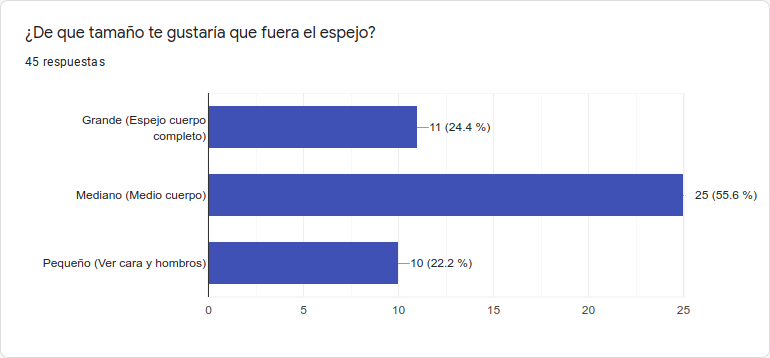 ¿De que tamaño te gustaría que fuera el espejo?
45 respuestas
Grande (Espejo cuerpo
completo)
11 (24.4 %)
Mediano (Medio cuerpo)
25 (55.6 %)
Pequeño (Ver cara y hombros)
10 (22.2 %)
0
5
10
15
20
25